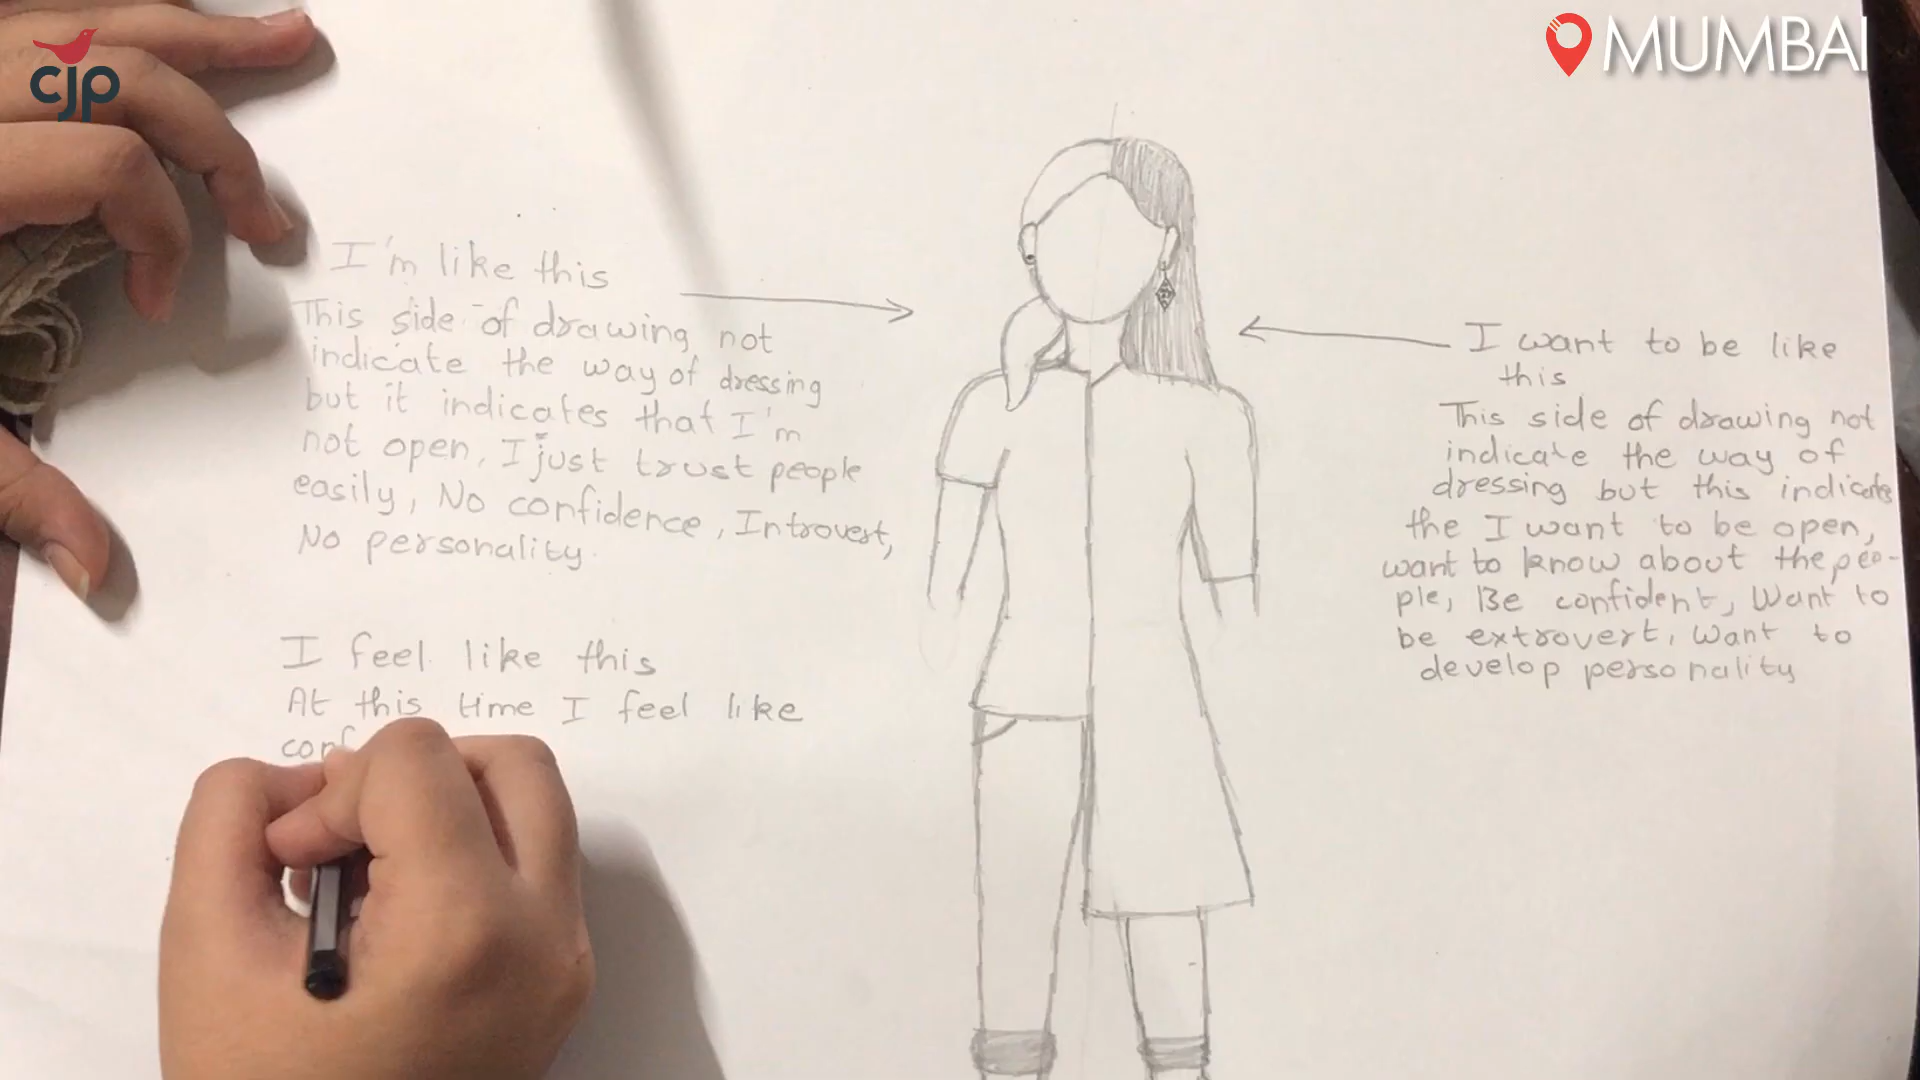 cjp
MUMBAI
I'm like this
This side of drawing not
indicate the way of dressing
but it indicates that I'm
not open, I just trust people
easily, No confidence, Introvert,
No personality.
I feel like this
At this time I feel like
conf
I want to be like
this
This side of drawing not
indicate the way of
dressing but this indicates
the I want to be open,
want to know about the peo-
ple, Be confident, Want to
be extrovert, Want to
develop personality